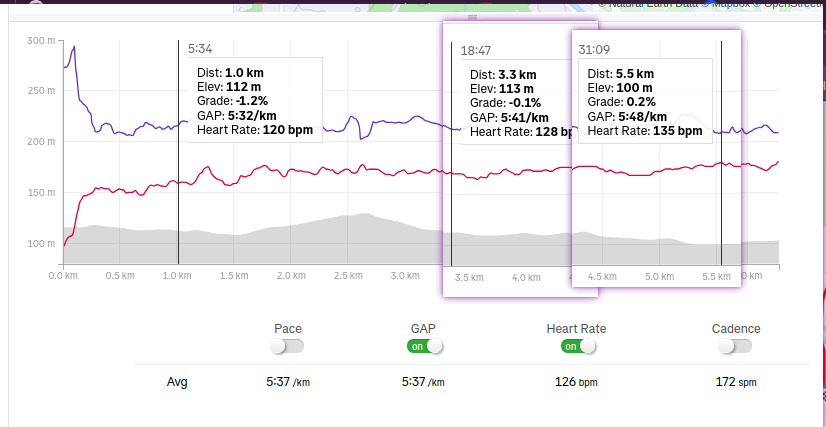 © Natural Earth Data © Mapbox © OpenStreet
300 m
250 m
200 m
150 m
100 m
5:34
Dist: 1.0 km
Elev: 112 m
Grade: -1.2%
GAP: 5:32/km
Heart Rate: 120 bpm
18:47
Dist: 3.3 km
Elev: 113 m
Grade: -0.1%
GAP: 5:41/km
Heart Rate: 128 bp
31:09
Dist: 5.5 km
Elev: 100 m
Grade: 0.2%
GAP: 5:48/km
Heart Rate: 135 bpm
0.0 km 0.5 km 1.0 km 1.5 km 2.0 km 2.5 km 3.0 km 3.5 km 4.0 km 4.5 km 5.0 km 5.5 km 0 km
Pace GAP Heart Rate Cadence
on on
Avg 5:37 /km 5:37 /km 126 bpm 172 spm